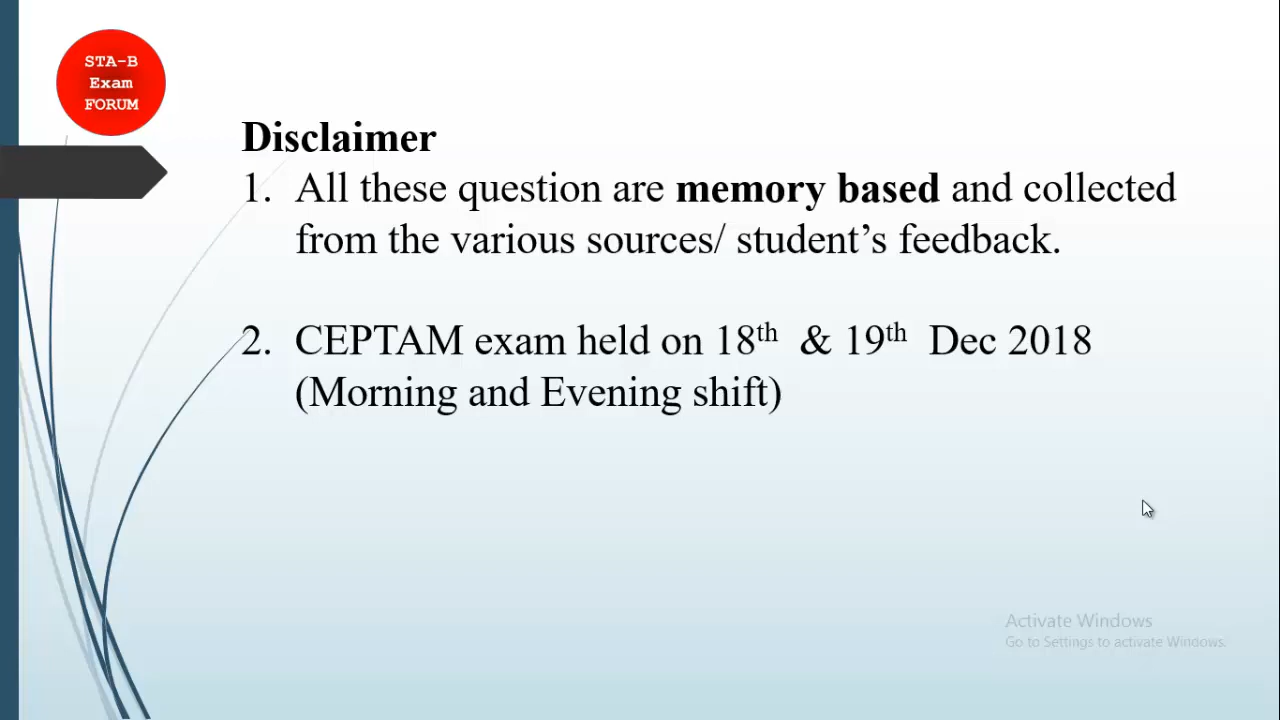 STA-B
Exam
FORUM
Disclaimer
1. All these question are memory based and collected
from the various sources/ student’s feedback.
2. CEPTAM exam held on 18th & 19th Dec 2018
(Morning and Evening shift)
Activate Windows
Go to Settings to activate Windows.